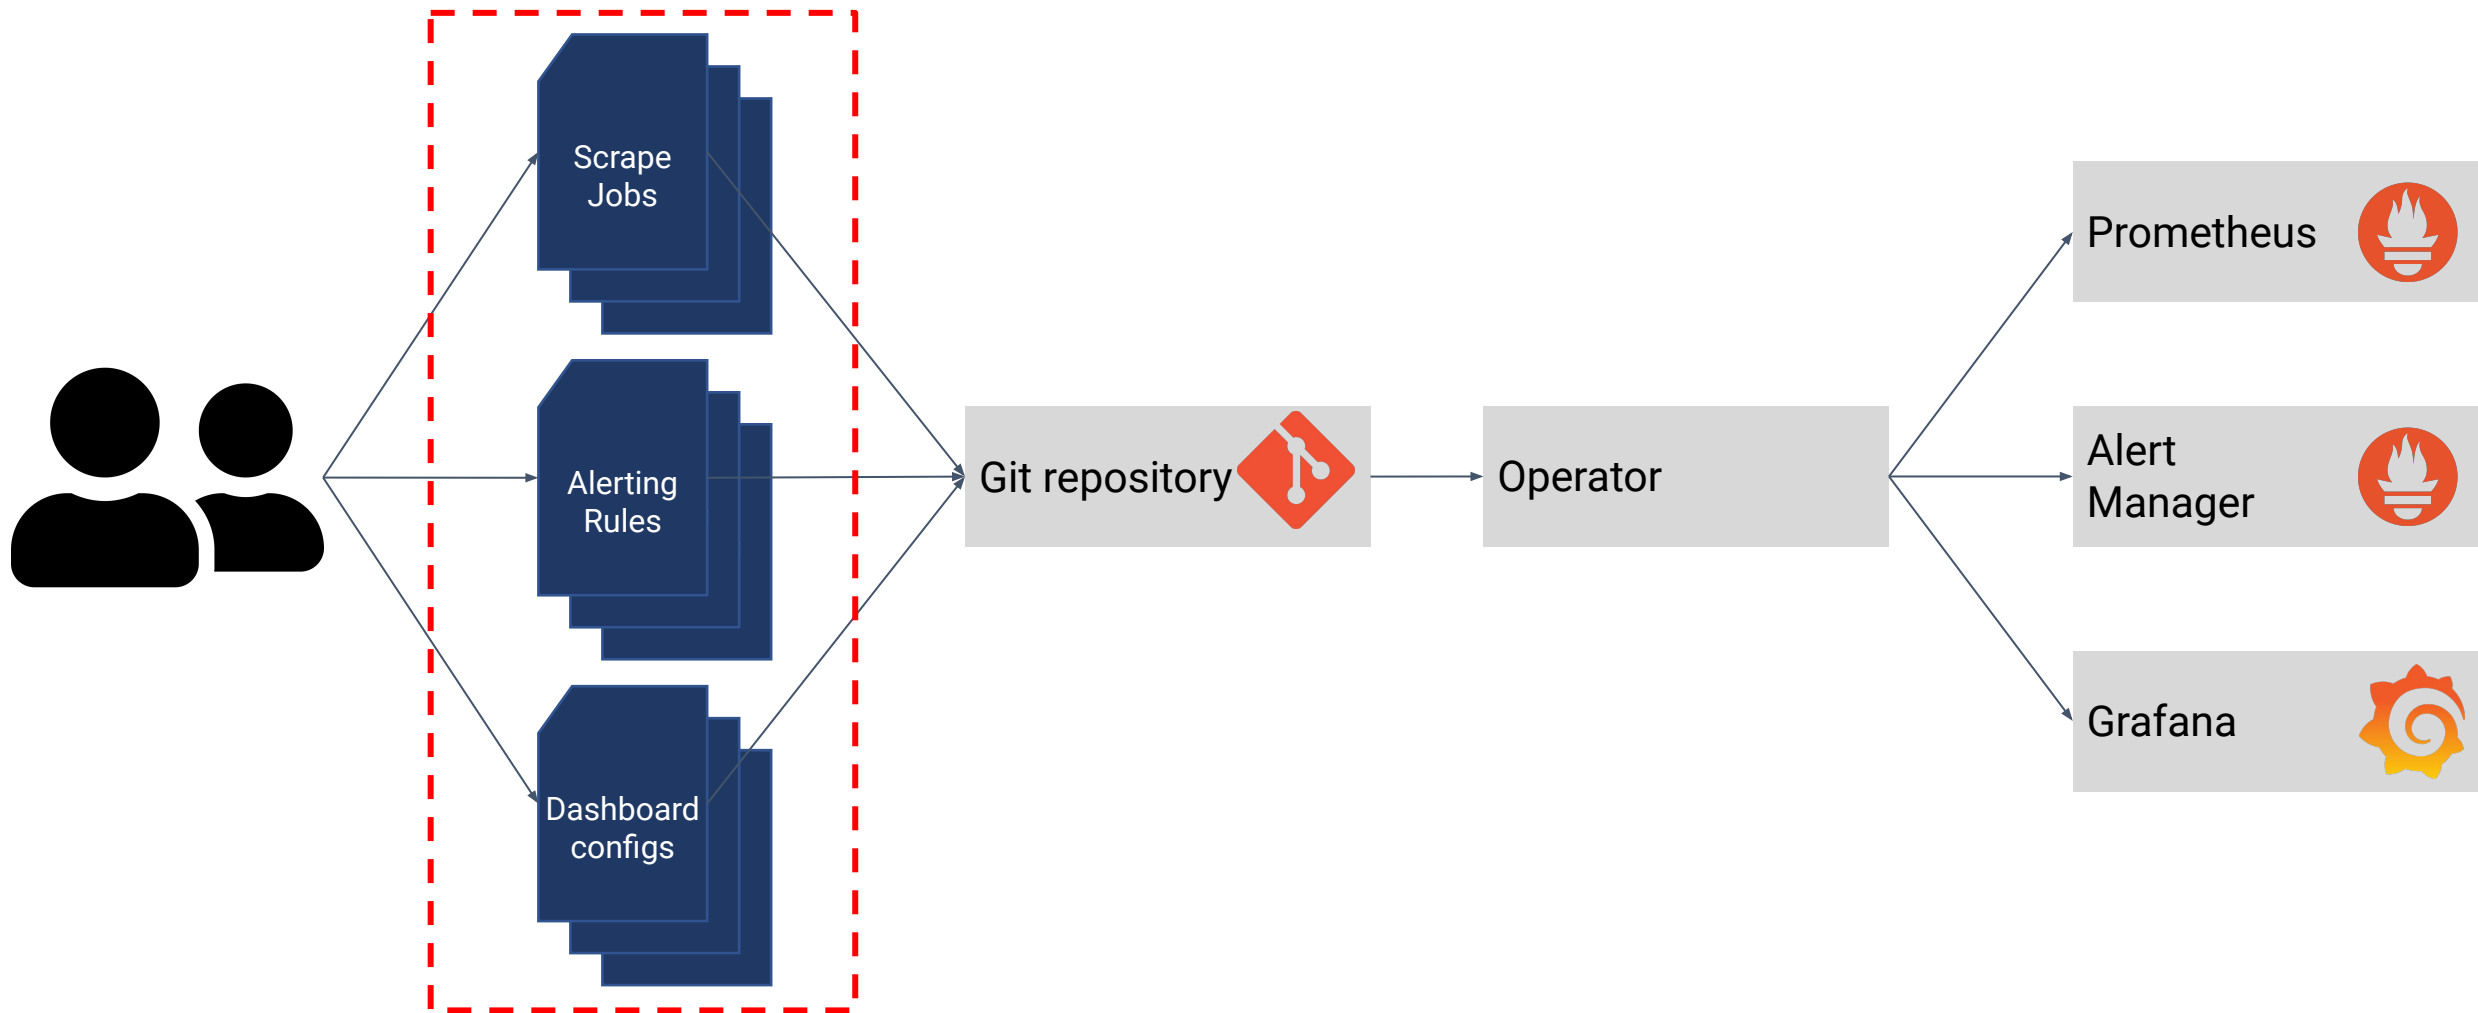 Scrape
Jobs
Alerting
Rules
Dashboard
configs
Git repository
Operator
Prometheus
Alert
Manager
Grafana